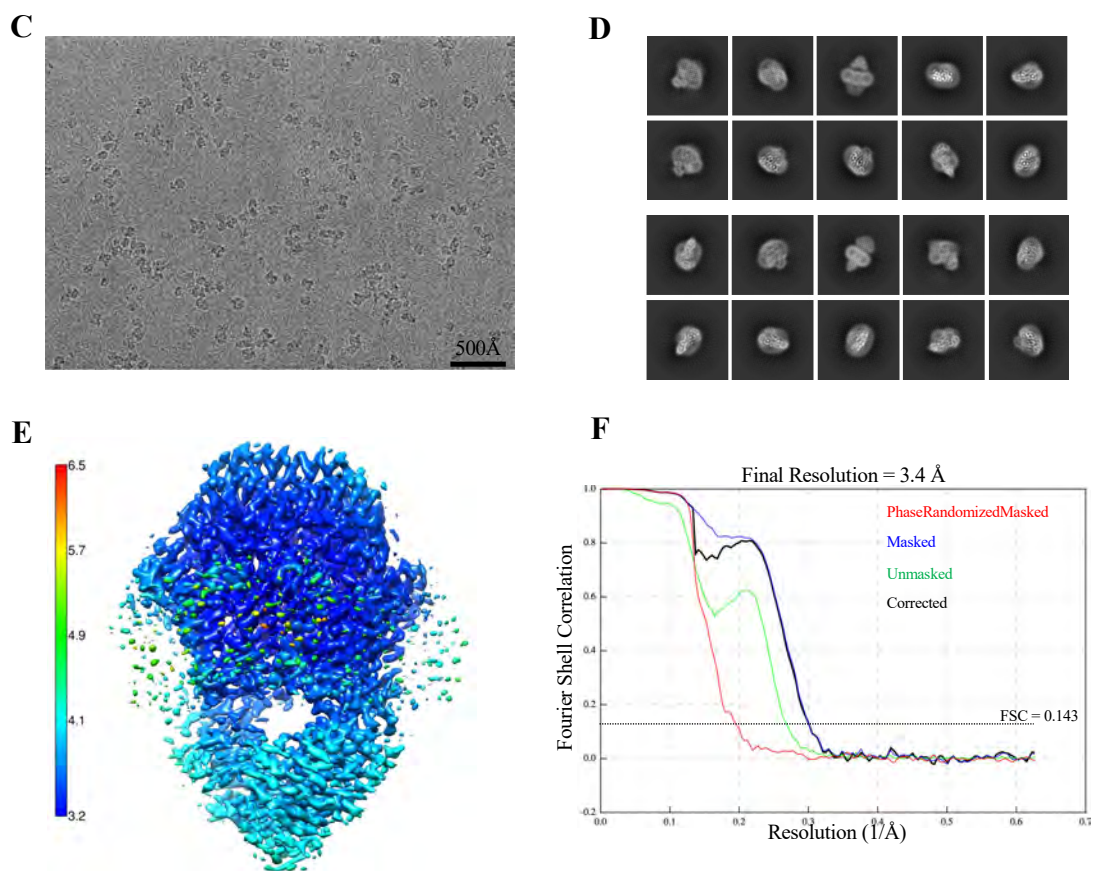 C
500Å
D
E
6.5
5.7
4.9
4.1
3.2
F
Final Resolution = 3.4 Å
1.0
0.8
0.6
0.4
0.2
0.0
-0.2
Fourier Shell Correlation
PhaseRandomizedMasked
Masked
Unmasked
Corrected
FSC = 0.143
0.0
0.1
0.2
0.3
0.4
0.5
0.6
Resolution (1/Å)